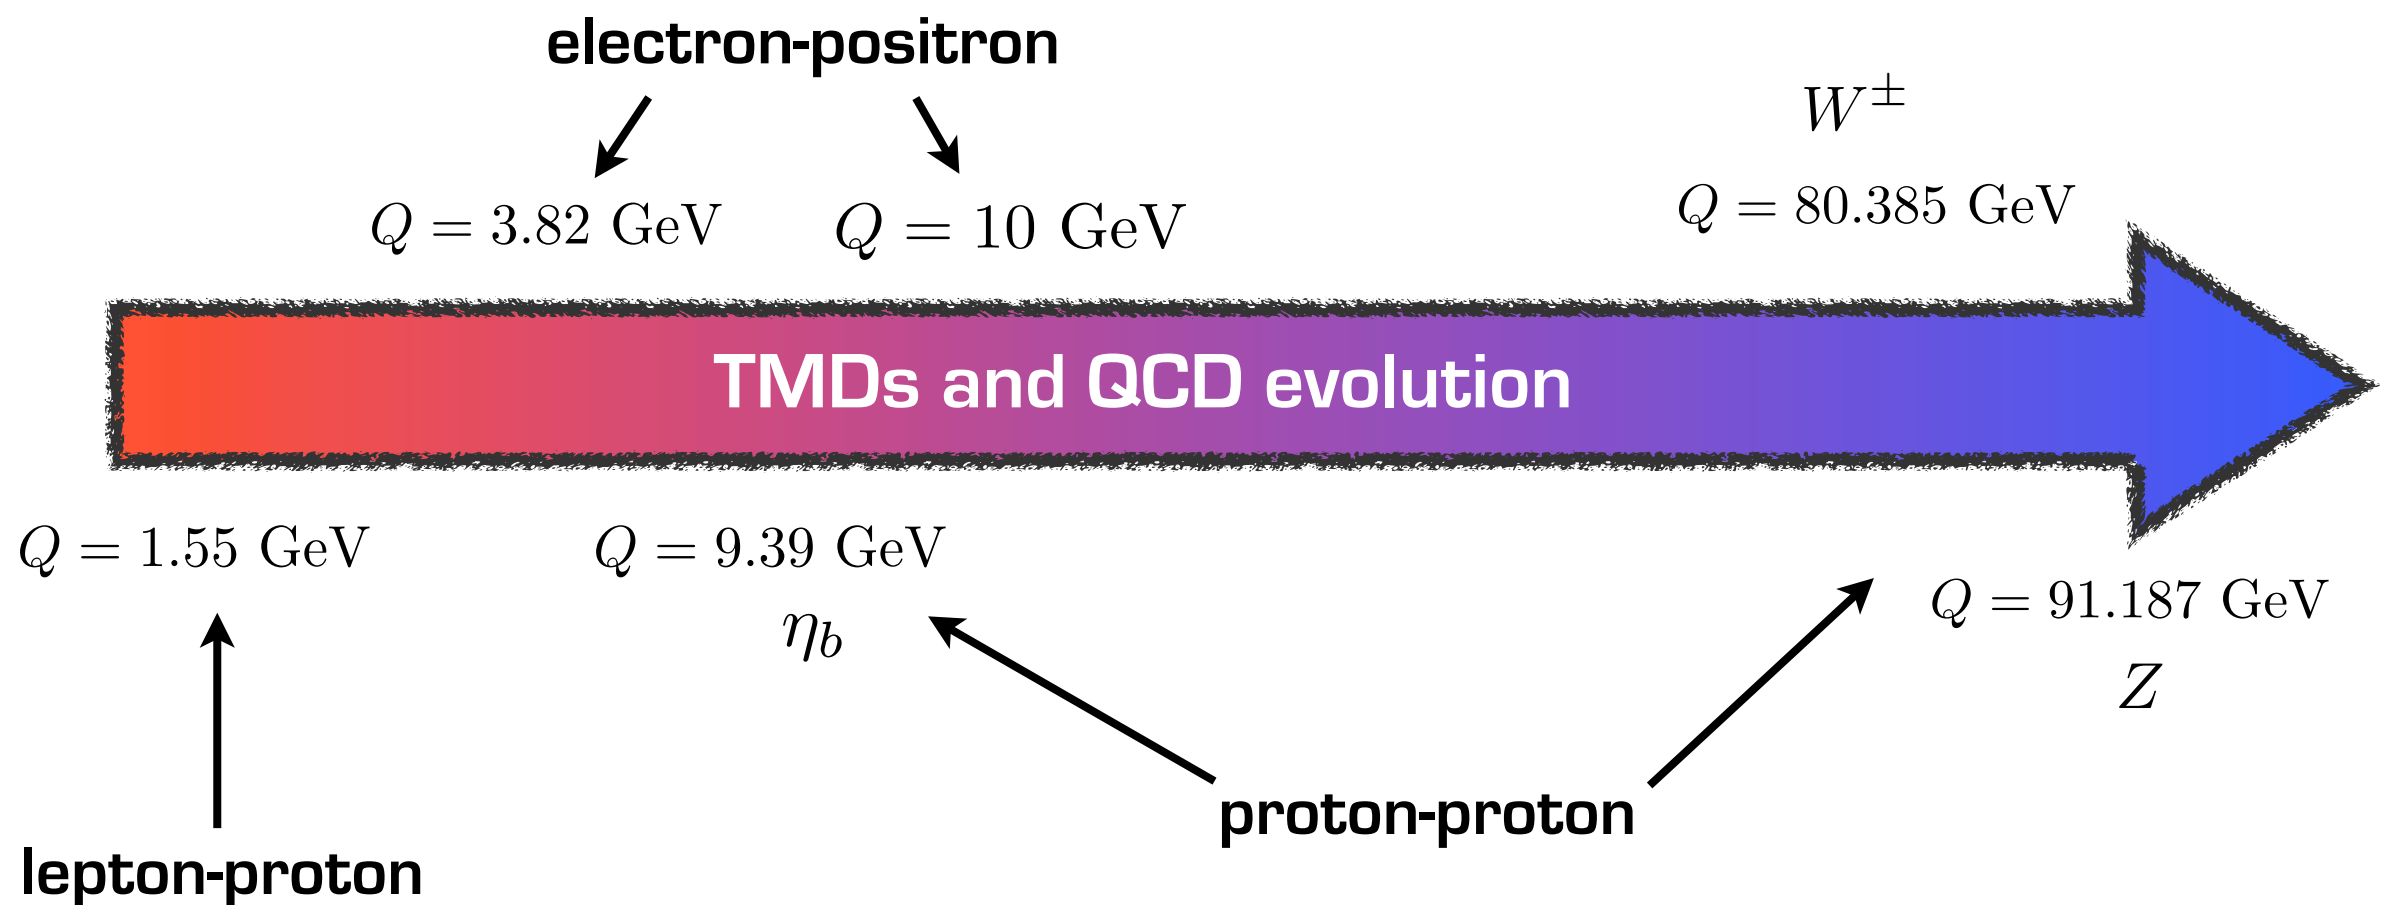 electron-positron
W±
Q = 80.385 GeV
Q = 3.82 GeV
Q = 10 GeV
TMDs and QCD evolution
Q = 1.55 GeV
Q = 9.39 GeV
ηb
Q = 91.187 GeV
Z
proton-proton
lepton-proton